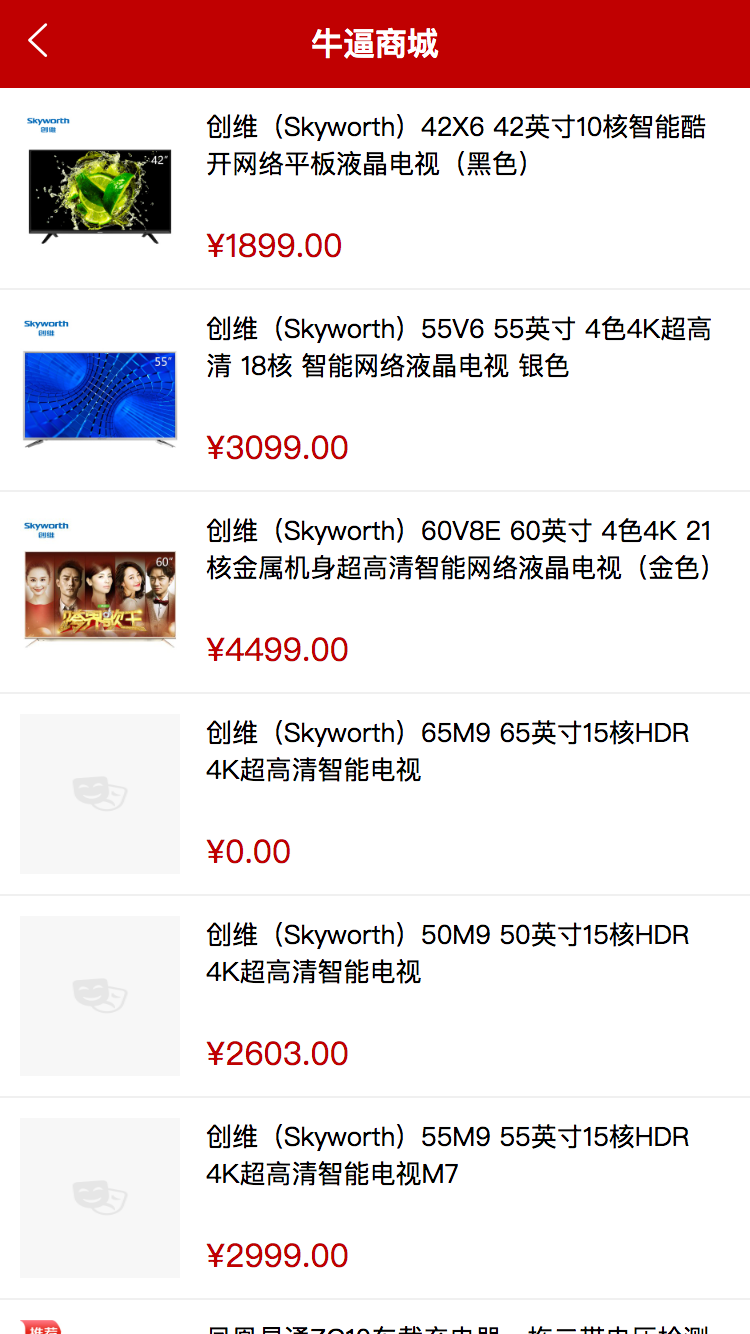 牛逼商城
Skyworth
创维
42”
创维（Skyworth）42X6 42英寸10核智能酷
开网络平板液晶电视（黑色）
¥1899.00
Skyworth
创维
55”
创维（Skyworth）55V6 55英寸 4色4K超高
清 18核 智能网络液晶电视 银色
¥3099.00
Skyworth
创维
60”
跨界歌王
创维（Skyworth）60V8E 60英寸 4色4K 21
核金属机身超高清智能网络液晶电视（金色）
¥4499.00
创维（Skyworth）65M9 65英寸15核HDR
4K超高清智能电视
¥0.00
创维（Skyworth）50M9 50英寸15核HDR
4K超高清智能电视
¥2603.00
创维（Skyworth）55M9 55英寸15核HDR
4K超高清智能电视M7
¥2999.00
推荐